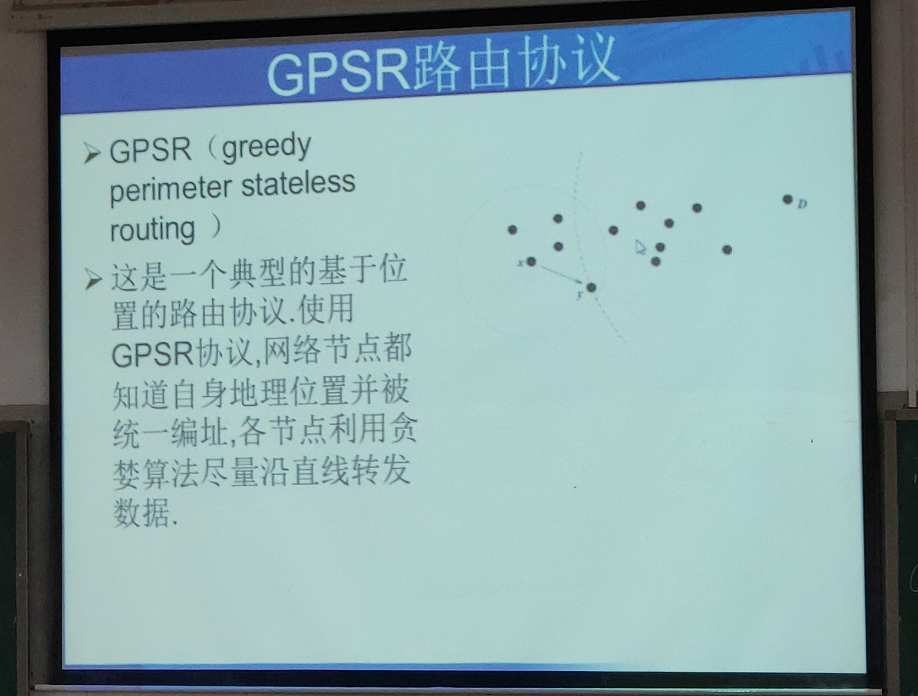 GPSR路由协议
GPSR（greedy
perimeter stateless
routing ）
这是一个典型的基于位
置的路由协议.使用
GPSR协议,网络节点都
知道自身地理位置并被
统一编址,各节点利用贪
婪算法尽量沿直线转发
数据.
D
x
y